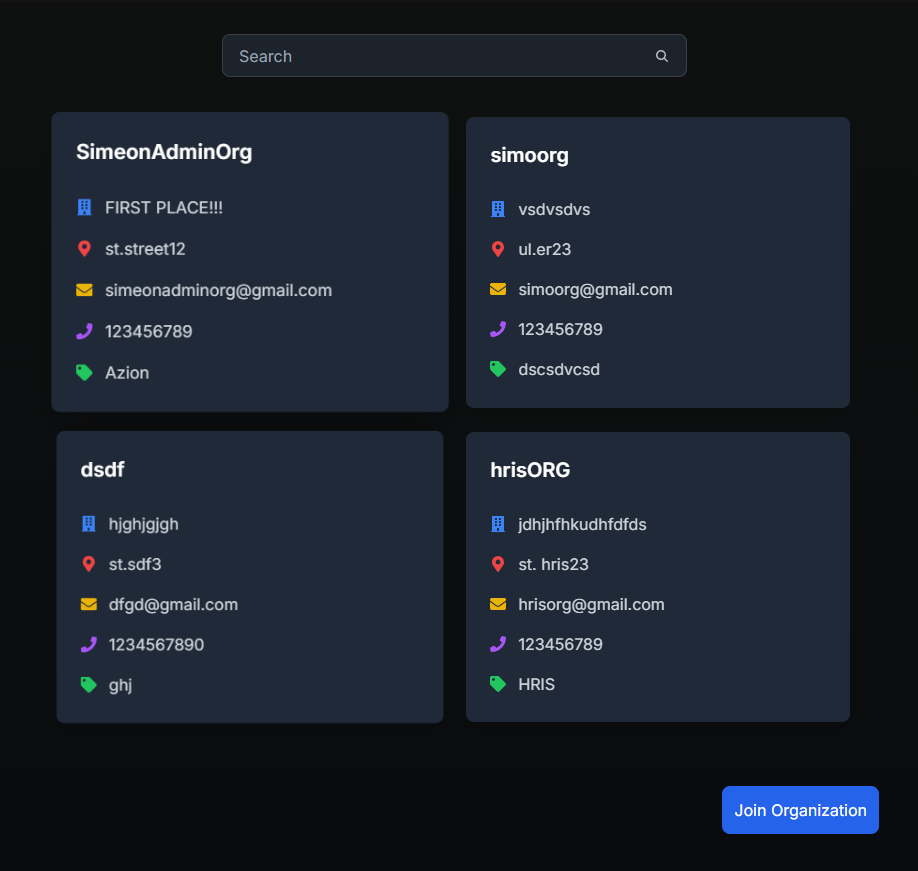 Search
SimeonAdminOrg
FIRST PLACE!!!
st.street12
simeonadminorg@gmail.com
123456789
Azion
simoorg
vsdvsdvs
ul.er23
simoorg@gmail.com
123456789
dscsdvcsd
dsdf
hjghjgjgh
st.sdf3
dfgd@gmail.com
1234567890
ghj
hrisORG
jdhjhfhkudhfdfds
st. hris23
hrisorg@gmail.com
123456789
HRIS
Join Organization